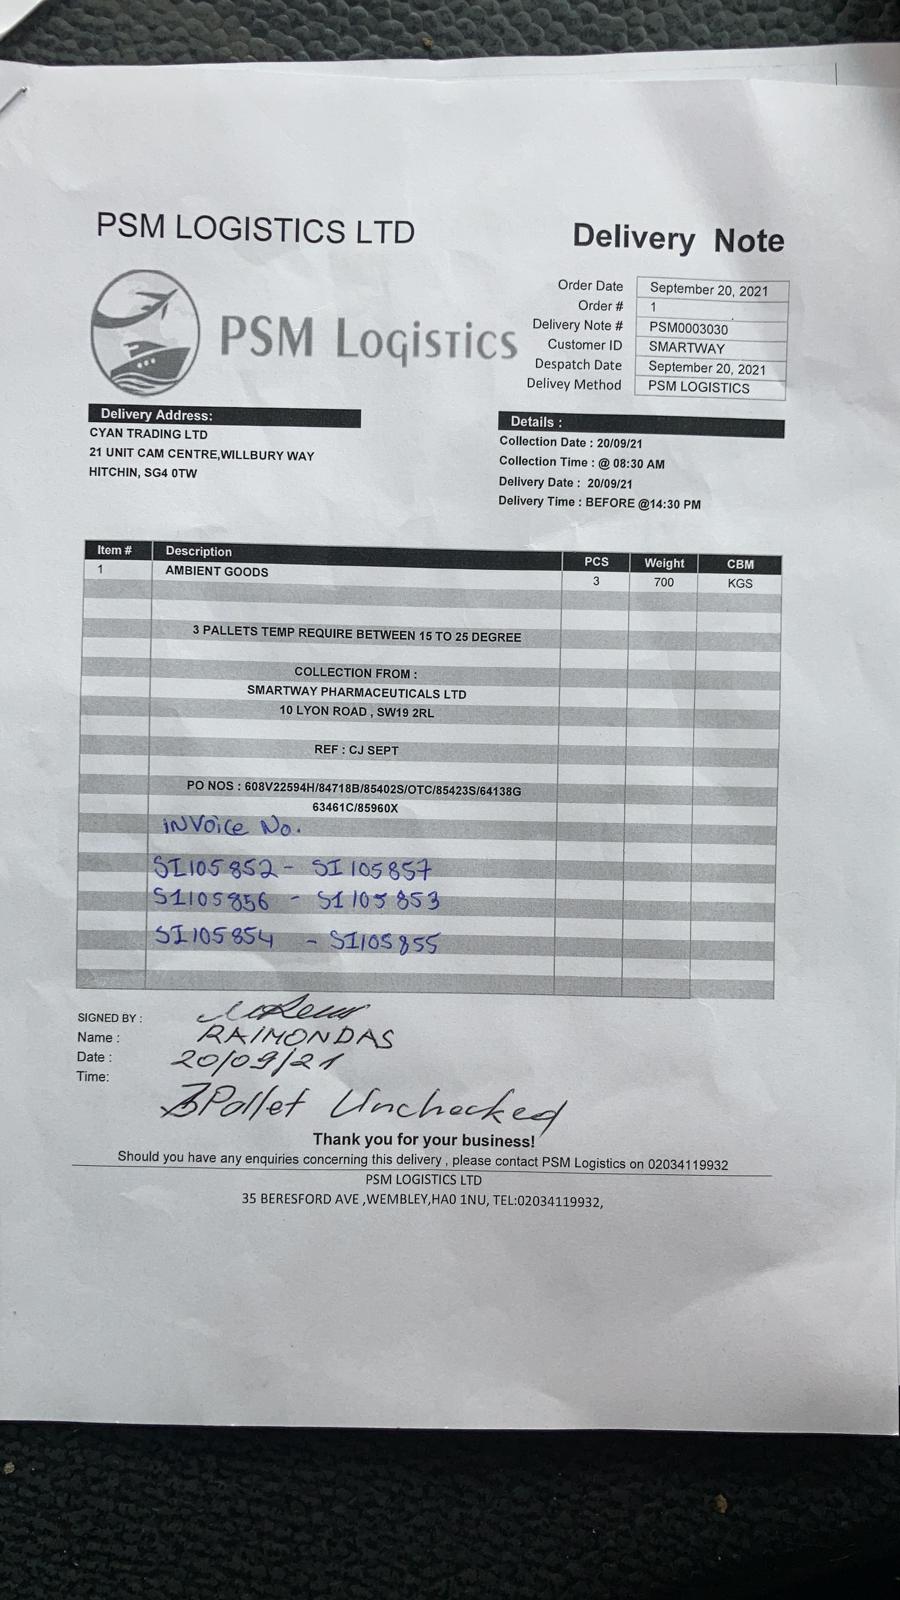 PSM LOGISTICS LTD
Delivery Note
PSM Logistics
Order Date September 20, 2021
Order # 1
Delivery Note # PSM0003030
Customer ID SMARTWAY
Despatch Date September 20, 2021
Delivey Method PSM LOGISTICS
Delivery Address:
CYAN TRADING LTD
21 UNIT CAM CENTRE,WILLBURY WAY
HITCHIN, SG4 0TW
Details :
Collection Date : 20/09/21
Collection Time : @ 08:30 AM
Delivery Date : 20/09/21
Delivery Time : BEFORE @14:30 PM
Item # Description PCS Weight CBM
1 AMBIENT GOODS 3 700 KGS
3 PALLETS TEMP REQUIRE BETWEEN 15 TO 25 DEGREE
COLLECTION FROM :
SMARTWAY PHARMACEUTICALS LTD
10 LYON ROAD , SW19 2RL
REF : CJ SEPT
PO NOS : 608V22594H/84718B/85402S/OTC/85423S/64138G
63461C/85960X
iNVoice No.
SI105852 - SI105857
SI105856 - SI105853
SI105854 - SI105855
SIGNED BY :
Name : RAIMONDAS
Date : 20/09/21
Time:
3 Pallet Unchecked
Thank you for your business!
Should you have any enquiries concerning this delivery , please contact PSM Logistics on 02034119932
PSM LOGISTICS LTD
35 BERESFORD AVE ,WEMBLEY,HA0 1NU, TEL:02034119932,